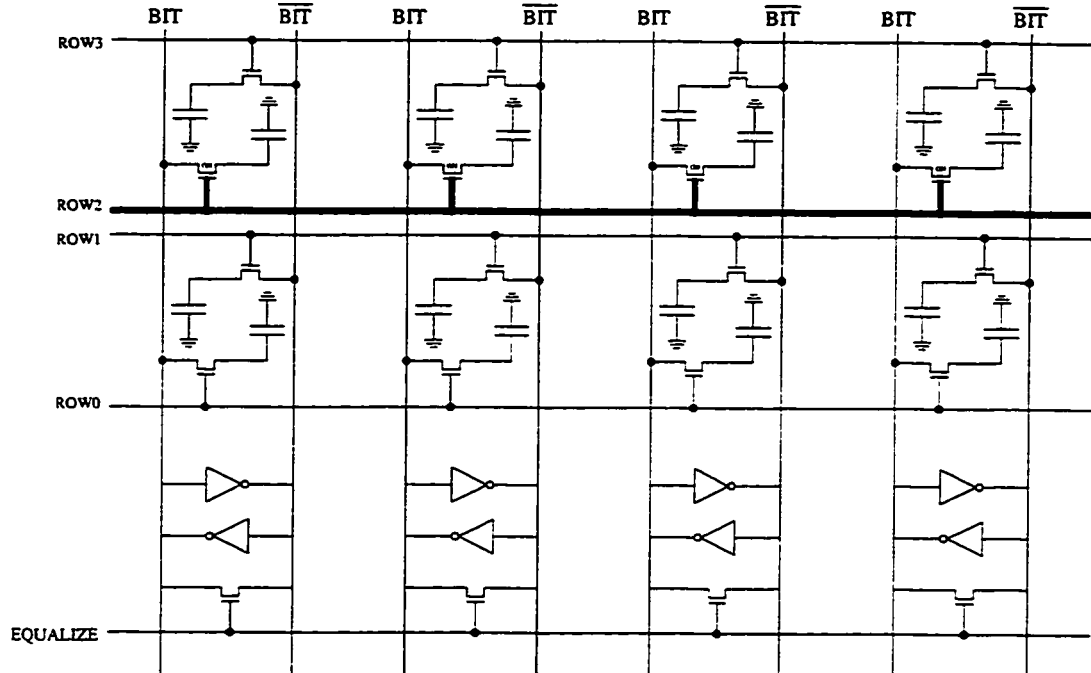 BIT BIT BIT BIT BIT BIT BIT BIT
ROW3
ROW2
ROW1
ROW0
EQUALIZE